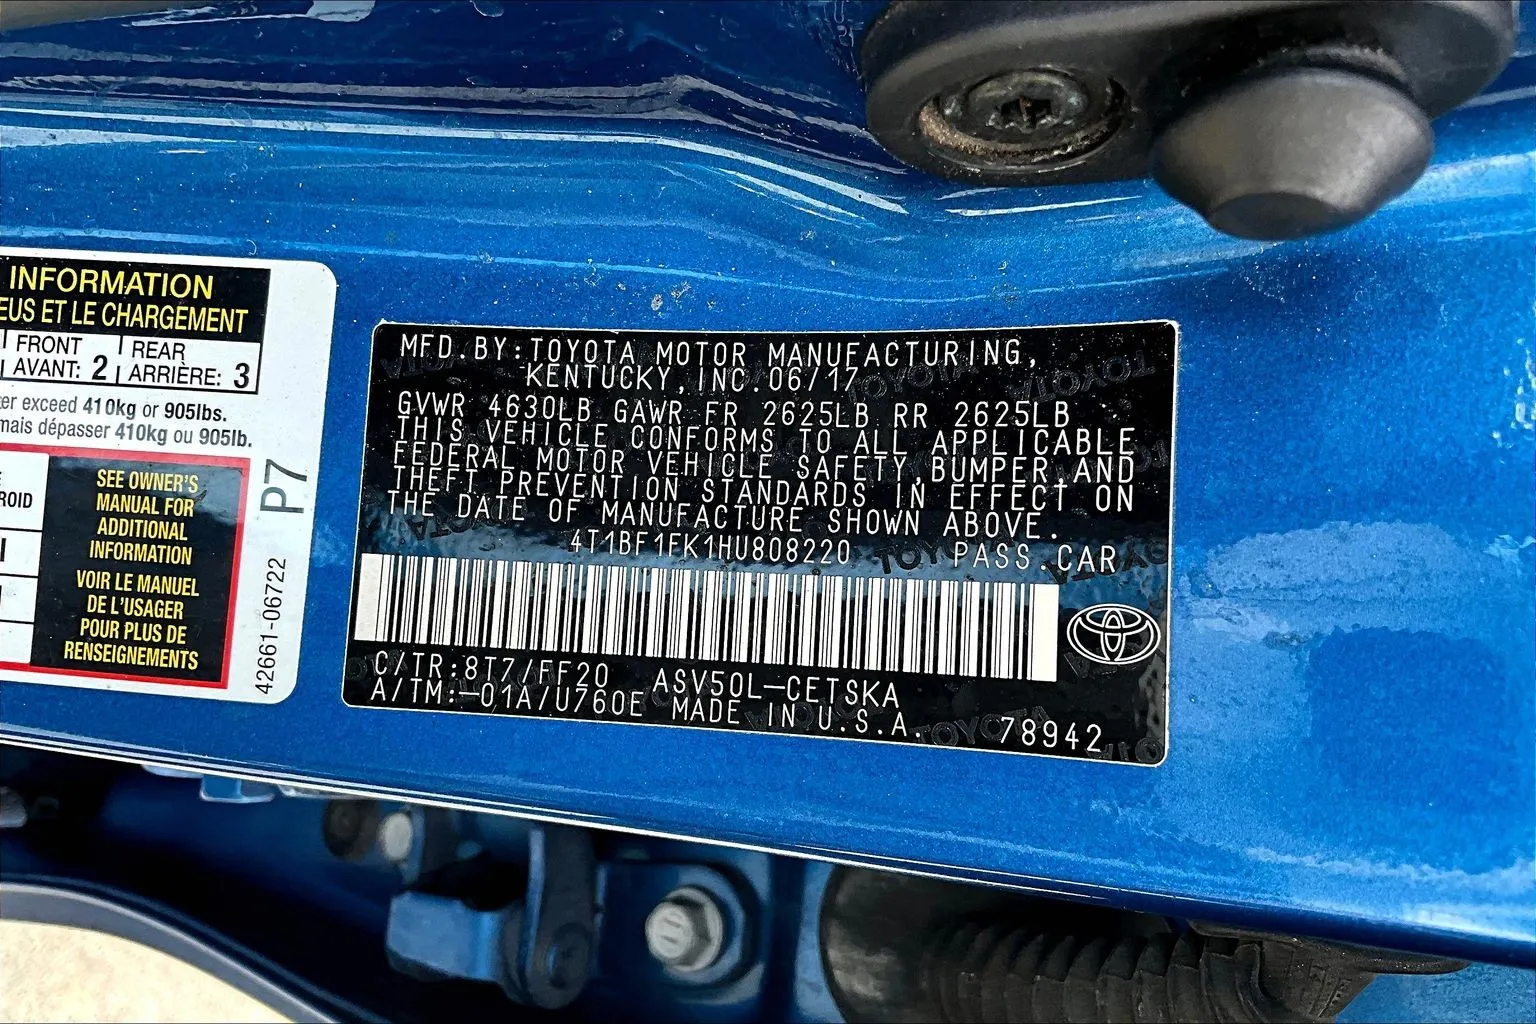 INFORMATION
EUS ET LE CHARGEMENT
FRONT
AVANT: 2
REAR
ARRIÈRE: 3
er exceed 410kg or 905lbs.
mais dépasser 410kg ou 905lb.
ROID
SEE OWNER'S
MANUAL FOR
ADDITIONAL
INFORMATION
VOIR LE MANUEL
DE L'USAGER
POUR PLUS DE
RENSEIGNEMENTS
P7
42661-06722
MFD.BY:TOYOTA MOTOR MANUFACTURING,
KENTUCKY,INC.06/17
GVWR 4630LB GAWR FR 2625LB RR 2625LB
THIS VEHICLE CONFORMS TO ALL APPLICABLE
FEDERAL MOTOR VEHICLE SAFETY,BUMPER,AND
THEFT PREVENTION STANDARDS IN EFFECT ON
THE DATE OF MANUFACTURE SHOWN ABOVE.
4T1BF1FK1HU808220 PASS.CAR
C/TR:8T7/FF20 ASV50L-CETSKA
A/TM:-01A/U760E MADE IN U.S.A. 78942